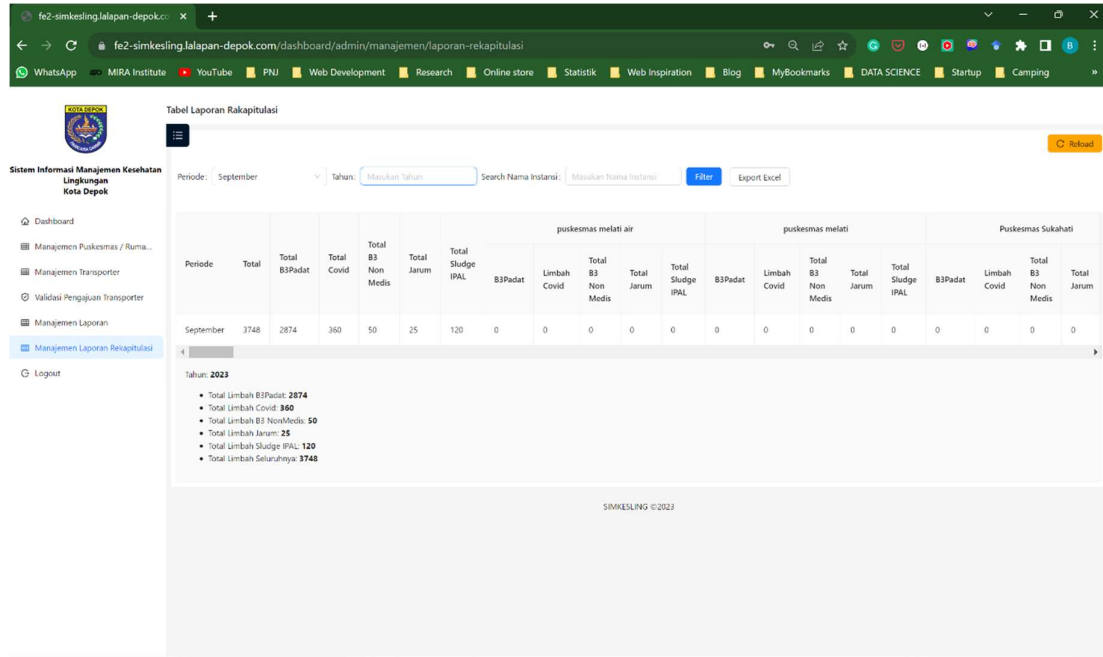 fe2-simkesling.lalapan-depok.co
fe2-simkesling.lalapan-depok.com/dashboard/admin/manajemen/laporan-rekapitulasi
WhatsApp MIRA Institute YouTube PNJ Web Development Research Online store Statistik Web Inspiration Blog MyBookmarks DATA SCIENCE Startup Camping »
KOTA DEPOK
Sistem Informasi Manajemen Kesehatan
Lingkungan
Kota Depok
Dashboard
Manajemen Puskesmas / Ruma...
Manajemen Transporter
Validasi Pengajuan Transporter
Manajemen Laporan
Manajemen Laporan Rekapitulasi
Logout
Tabel Laporan Rakapitulasi
Reload
Periode: September Tahun: Masukan Tahun Search Nama Instansi: Masukan Nama Instansi Filter Export Excel
puskesmas melati air puskesmas melati Puskesmas Sukahati
Periode Total Total B3Padat Total Covid Total B3 Non Medis Total Jarum Total Sludge IPAL B3Padat Limbah Covid Total B3 Non Medis Total Jarum Total Sludge IPAL B3Padat Limbah Covid Total B3 Non Medis Total Jarum Total Sludge IPAL B3Padat Limbah Covid Total B3 Non Medis Total Jarum
September 3748 2874 360 50 25 120 0 0 0 0 0 0 0 0 0 0 0 0 0 0
Tahun: 2023
• Total Limbah B3Padat: 2874
• Total Limbah Covid: 360
• Total Limbah B3 NonMedis: 50
• Total Limbah Jarum: 25
• Total Limbah Sludge IPAL: 120
• Total Limbah Seluruhnya: 3748
SIMKESLING ©2023